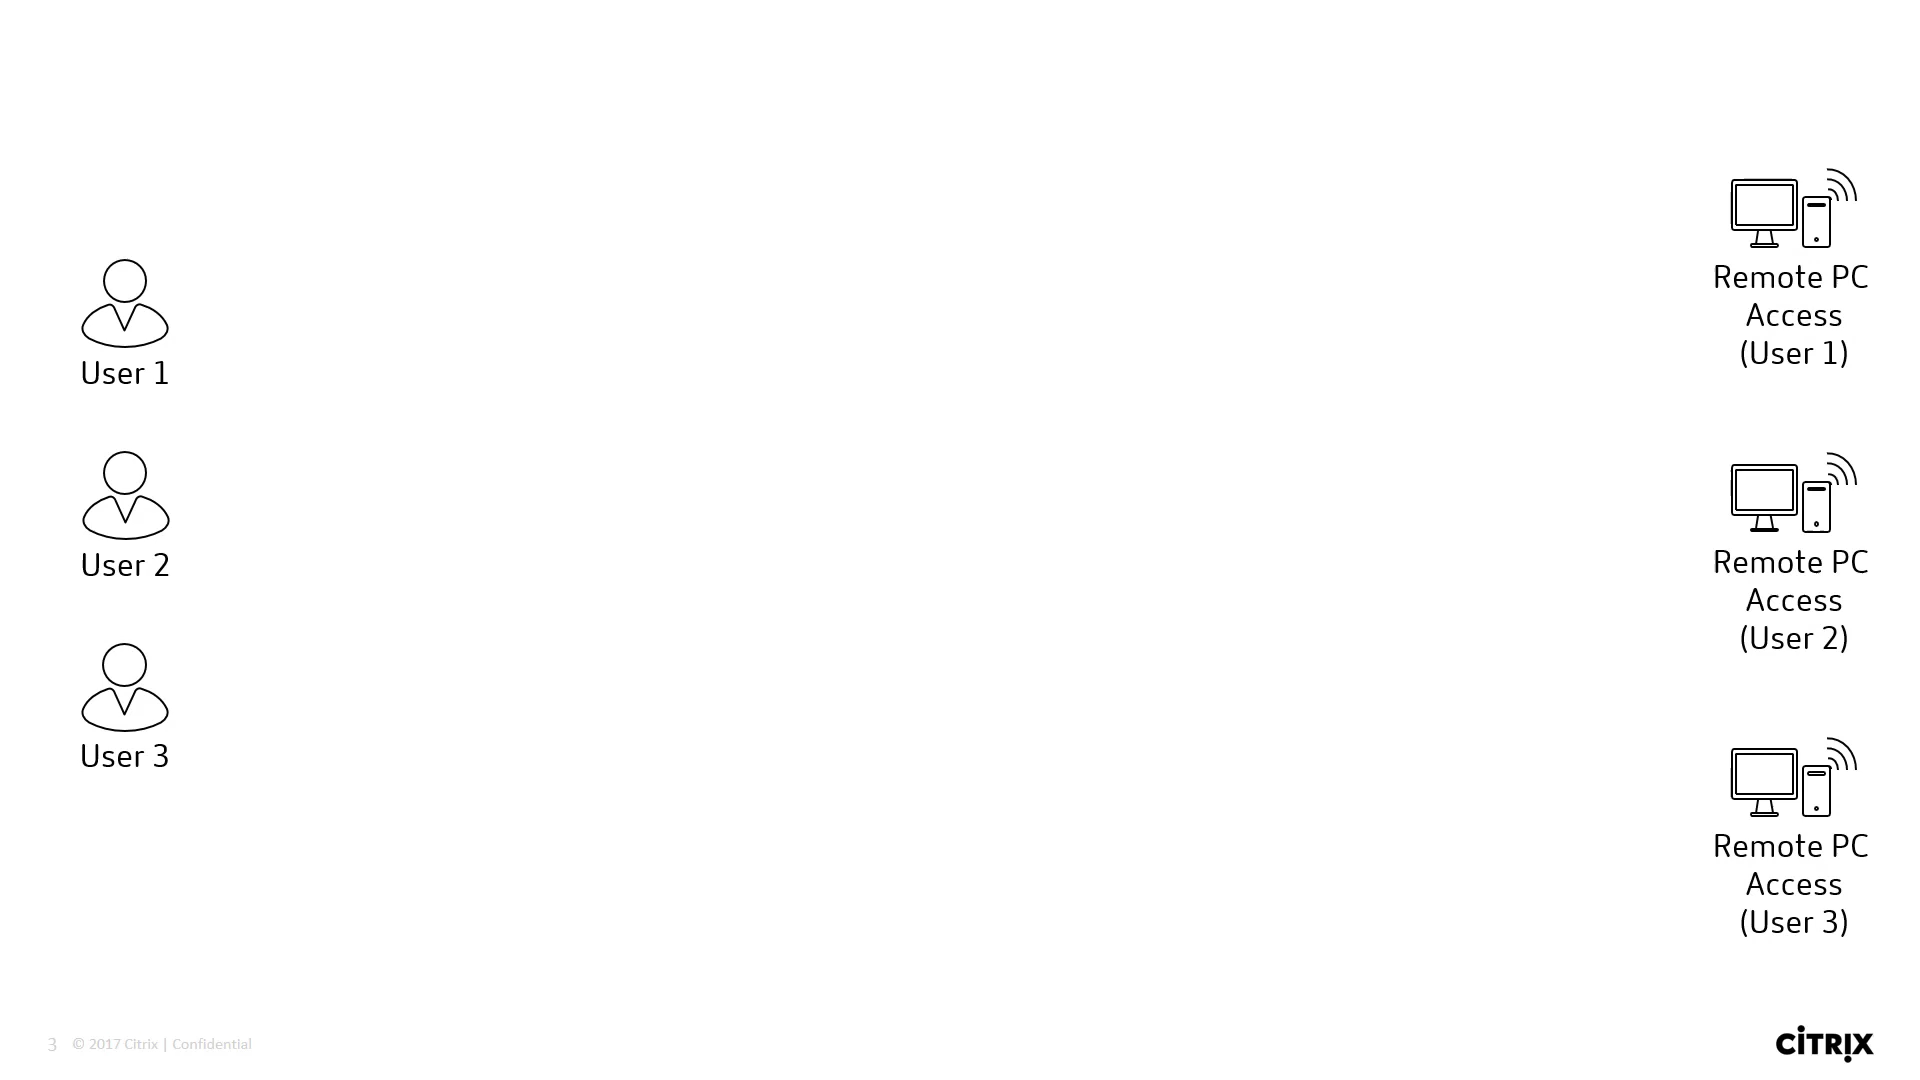 User 1
User 2
User 3
Remote PC
Access
(User 1)
Remote PC
Access
(User 2)
Remote PC
Access
(User 3)
3 © 2017 Citrix | Confidential
CITRIX